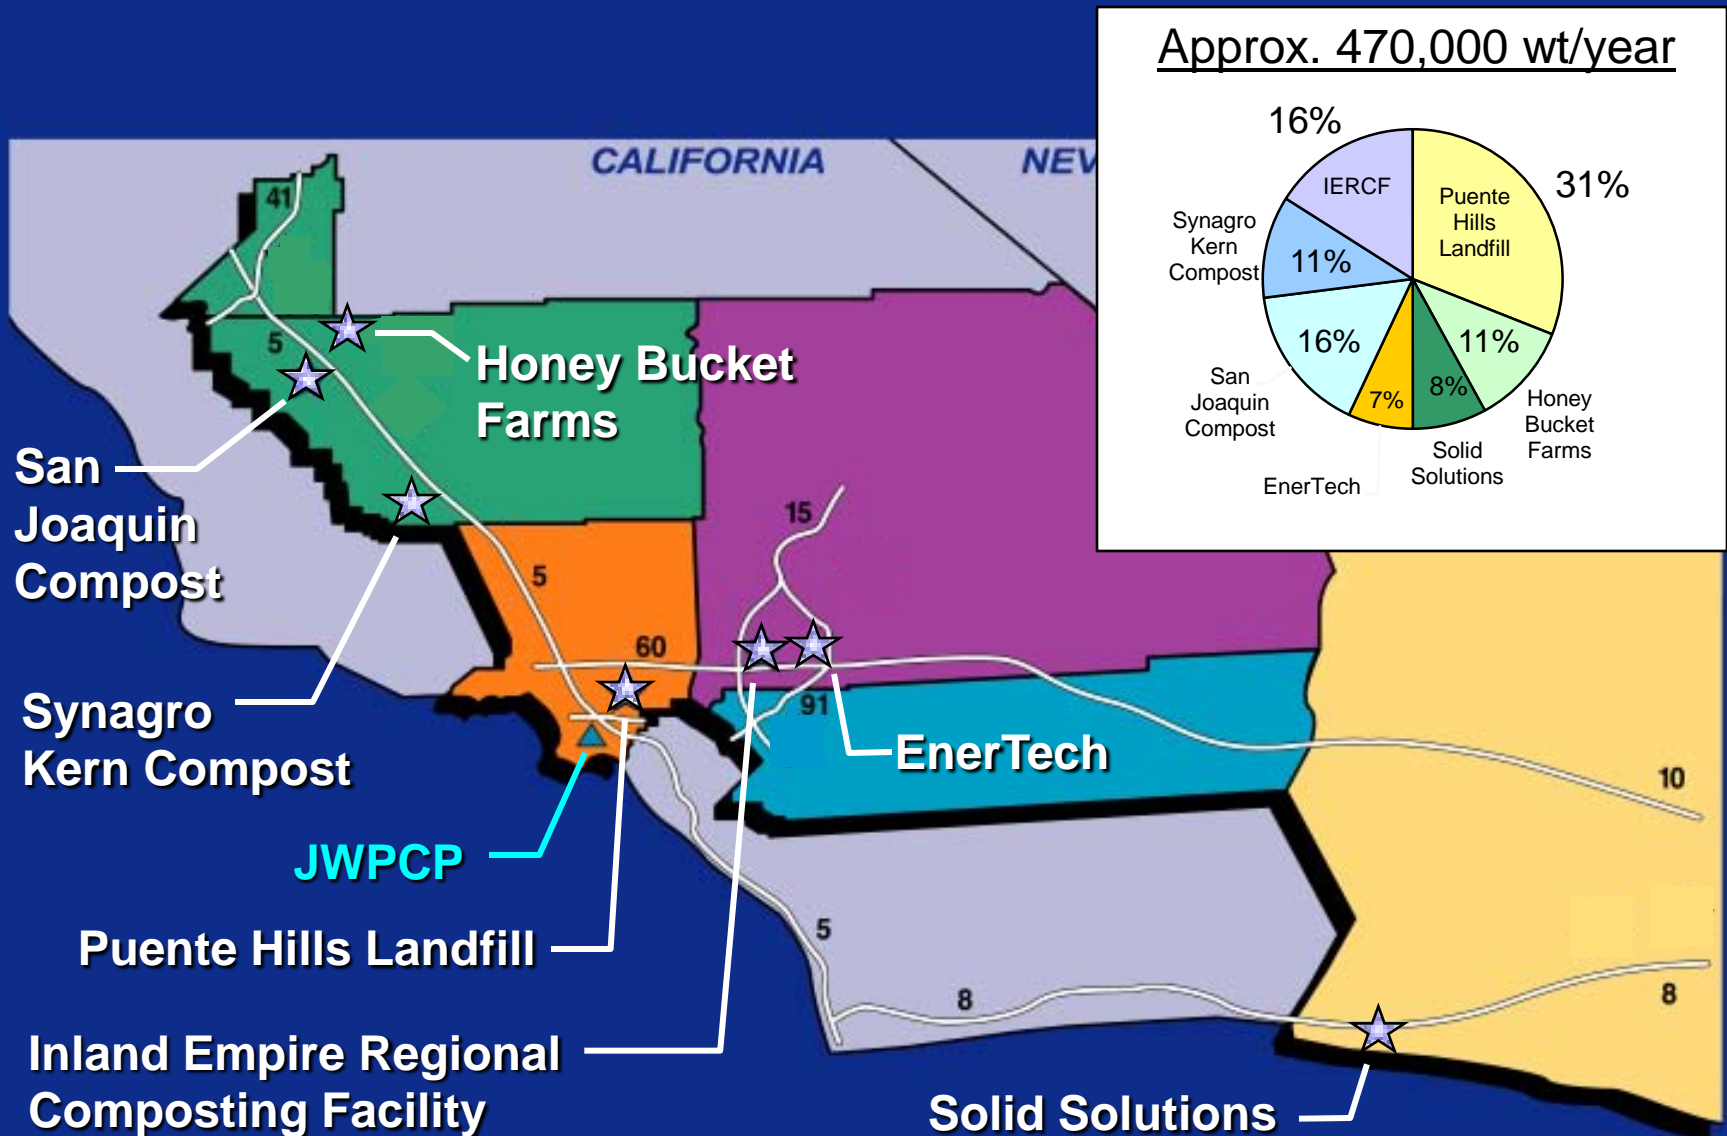 Approx. 470,000 wt/year
16%
31%
IERCF
Puente
Hills
Landfill
Synagro
Kern
Compost
11%
16%
11%
8%
7%
San
Joaquin
Compost
Honey
Bucket
Farms
Solid
Solutions
EnerTech
CALIFORNIA
NEV
41
5
Honey Bucket
Farms
San
Joaquin
Compost
15
5
60
Synagro
Kern Compost
91
EnerTech
10
JWPCP
Puente Hills Landfill
5
8
8
Inland Empire Regional
Composting Facility
Solid Solutions